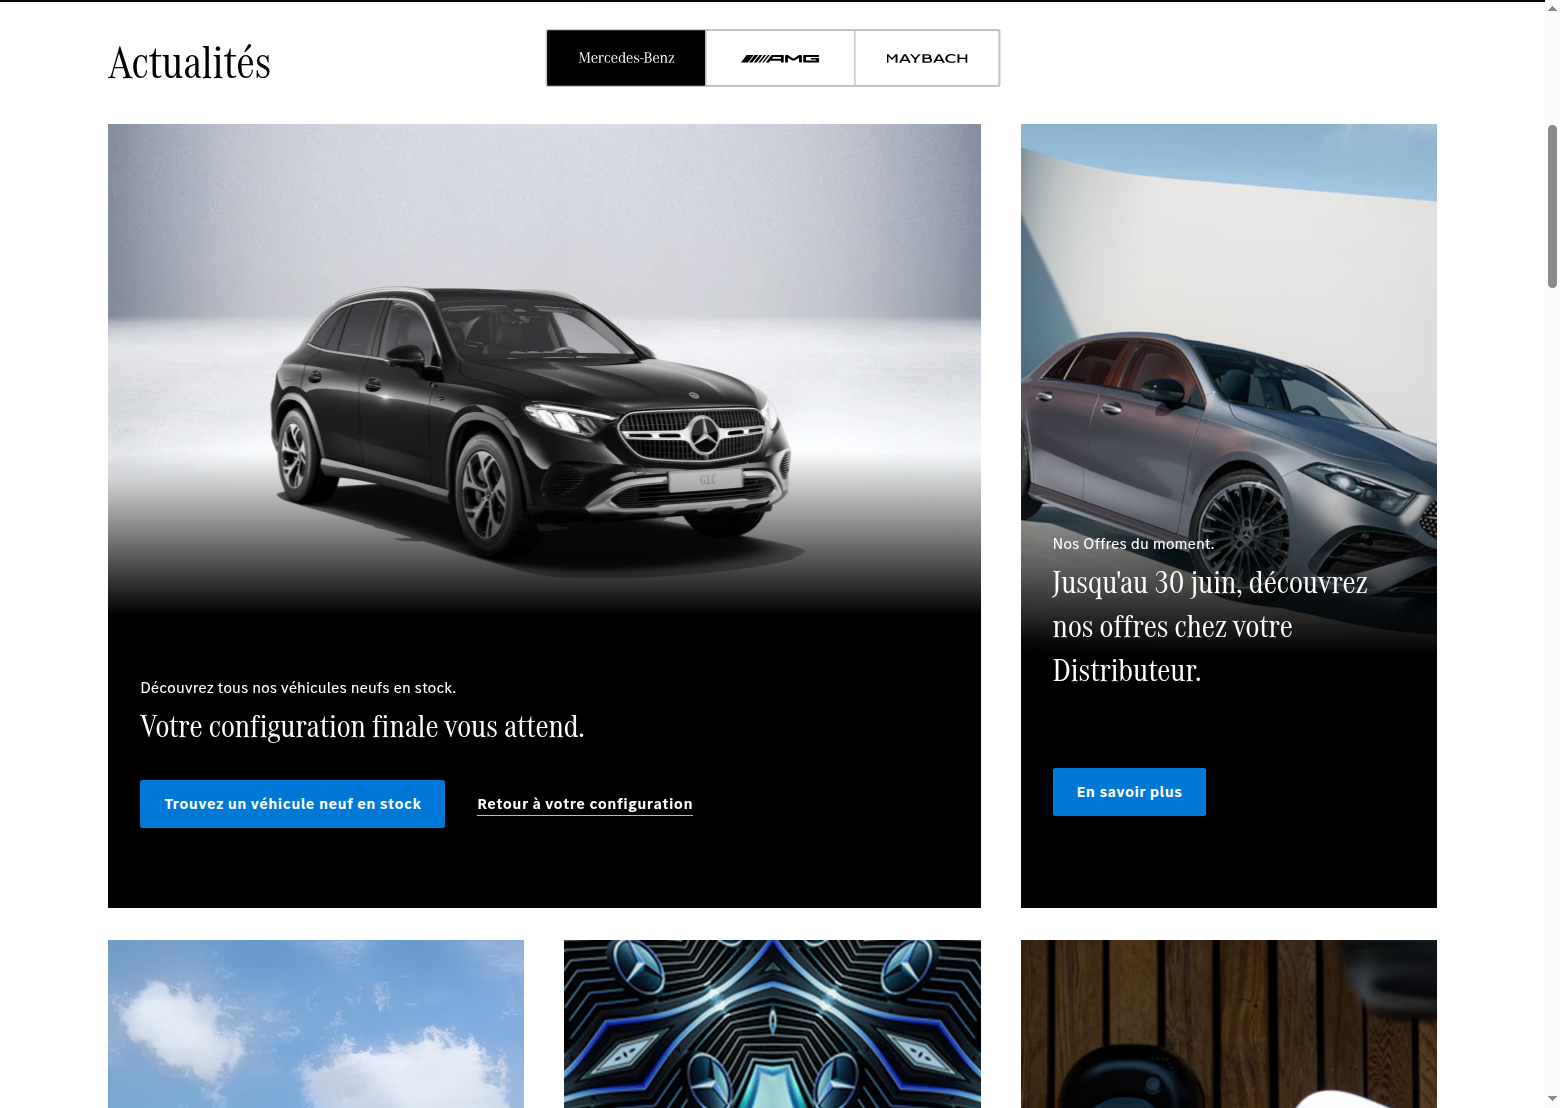 Actualités
Mercedes-Benz
AMG
MAYBACH
GLC
Découvrez tous nos véhicules neufs en stock.
Votre configuration finale vous attend.
Trouvez un véhicule neuf en stock
Retour à votre configuration
Nos Offres du moment.
Jusqu'au 30 juin, découvrez
nos offres chez votre
Distributeur.
En savoir plus